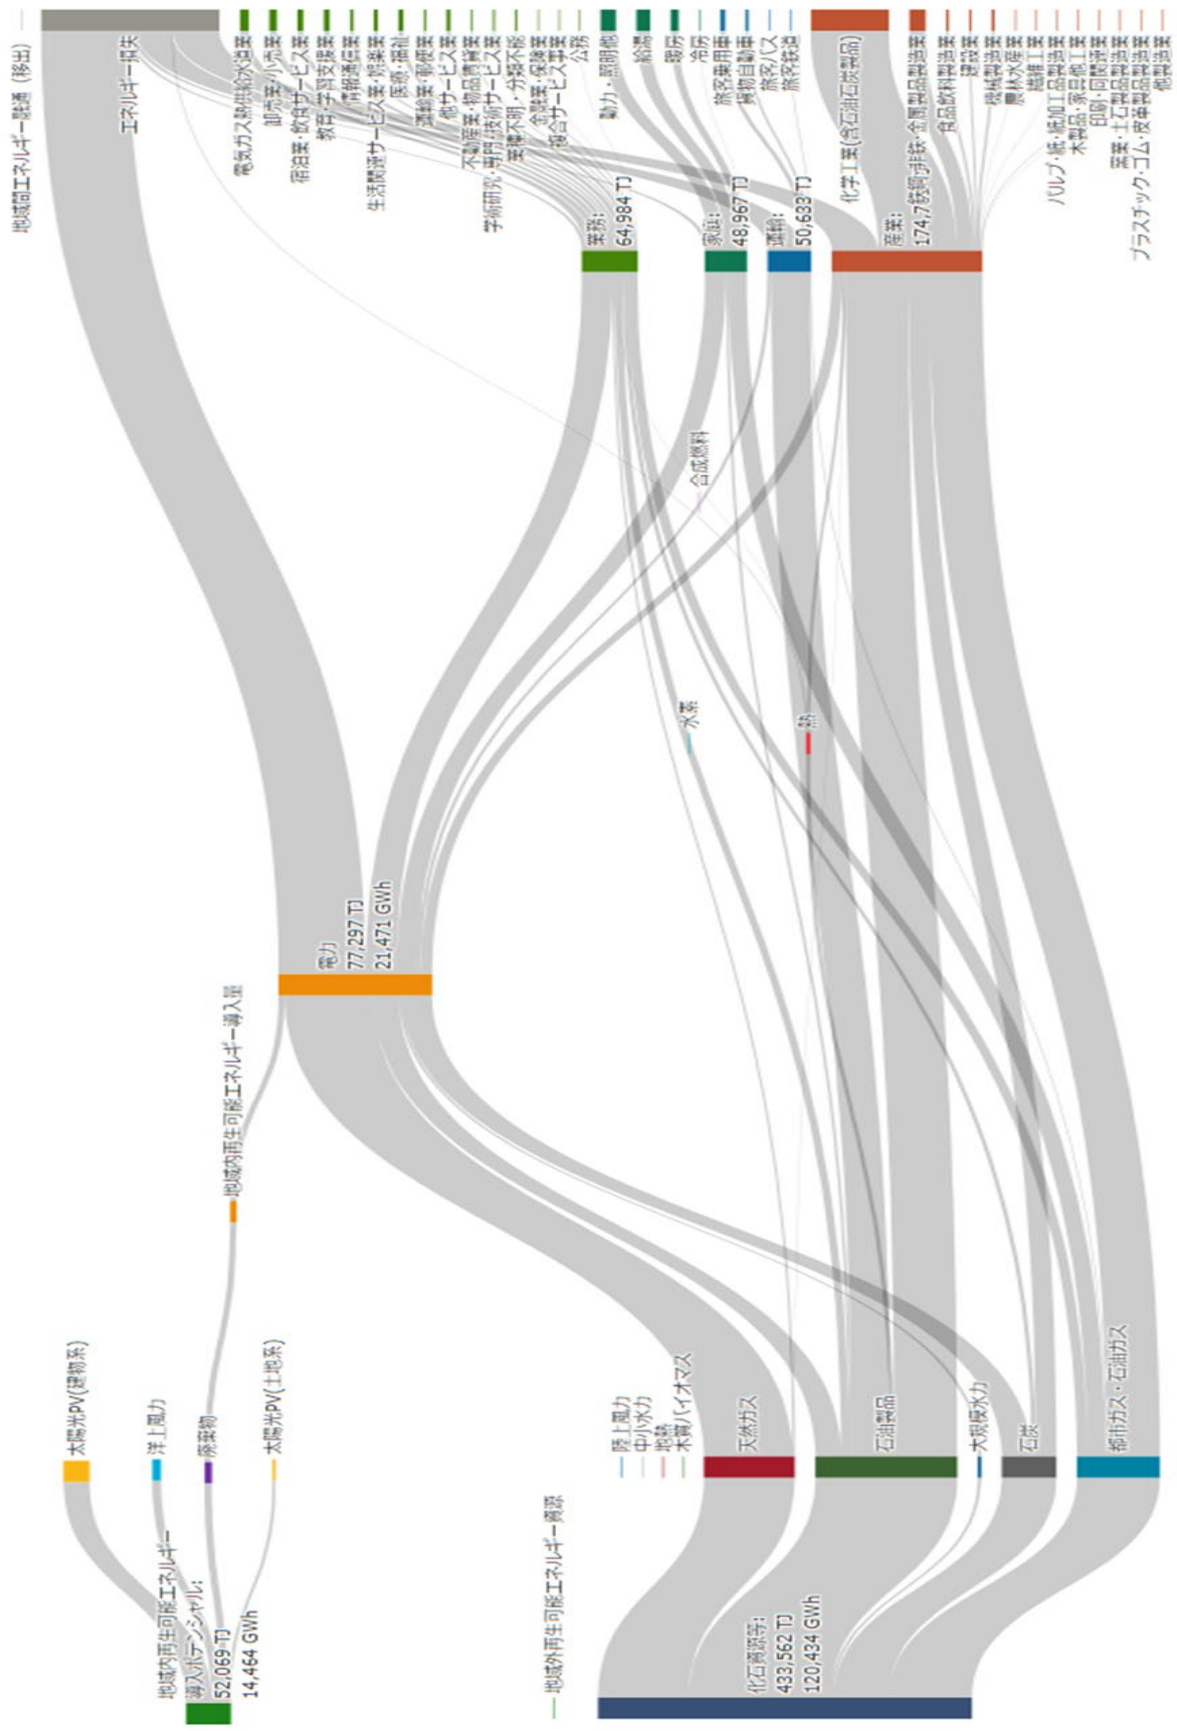 太陽光PV(建物系)
洋上風力
廃棄物
太陽光PV(土地系)
地域内再生可能エネルギー
導入ポテンシャル:
52,069 TJ
14,464 GWh
地域内再生可能エネルギー導入量
地域外再生可能エネルギー資源
陸上風力
中小水力
地熱
木質バイオマス
天然ガス
石油製品
大規模水力
石炭
都市ガス・石油ガス
化石資源等:
433,562 TJ
120,434 GWh
電力
77,297 TJ
21,471 GWh
水素
熱
合成燃料
業務:
64,984 TJ
家庭:
48,967 TJ
運輸:
50,633 TJ
産業:
地域間エネルギー融通（移出）
エネルギー損失
電気ガス熱供給水道業
卸売業・小売業
宿泊業・飲食サービス業
教育・学習支援業
情報通信業
生活関連サービス業・娯楽業
医療・福祉
運輸業・郵便業
他サービス業
不動産業・物品賃貸業
学術研究・専門・技術サービス業
業種不明・分類不能
金融業・保険業
複合サービス事業
公務
動力・照明他
給湯
暖房
冷房
旅客乗用車
貨物自動車
旅客バス
旅客鉄道
化学工業(含石油石炭製品)
鉄鋼・非鉄・金属製品製造業
食品飲料製造業
建設業
機械製造業
農林水産業
繊維工業
パルプ・紙・紙加工品製造業
木製品・家具他工業
印刷・同関連業
窯業・土石製品製造業
プラスチック・ゴム・皮革製品製造業
他製造業